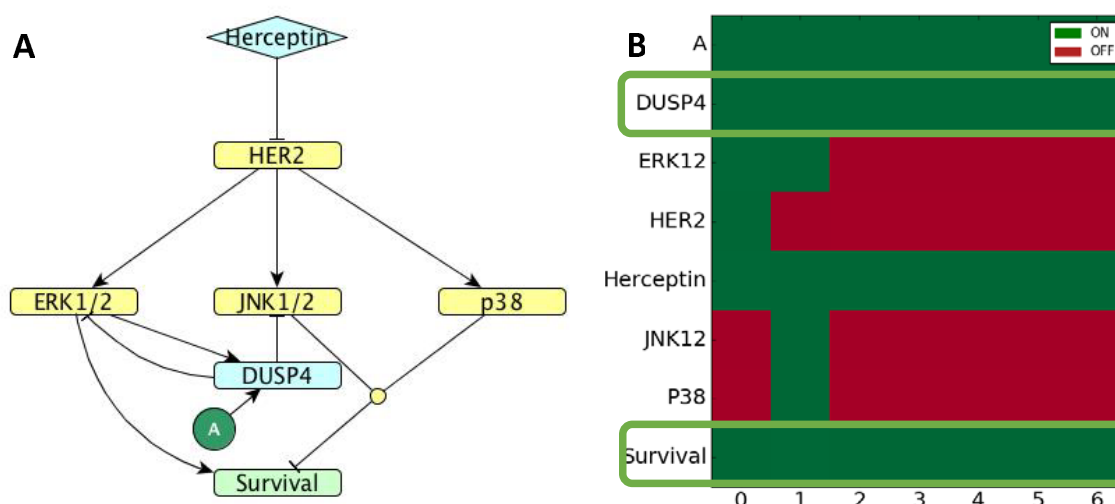 A
Herceptin
HER2
ERK1/2
JNK1/2
p38
DUSP4
A
Survival
B
ON
OFF
A
DUSP4
ERK12
HER2
Herceptin
JNK12
P38
Survival
0 1 2 3 4 5 6